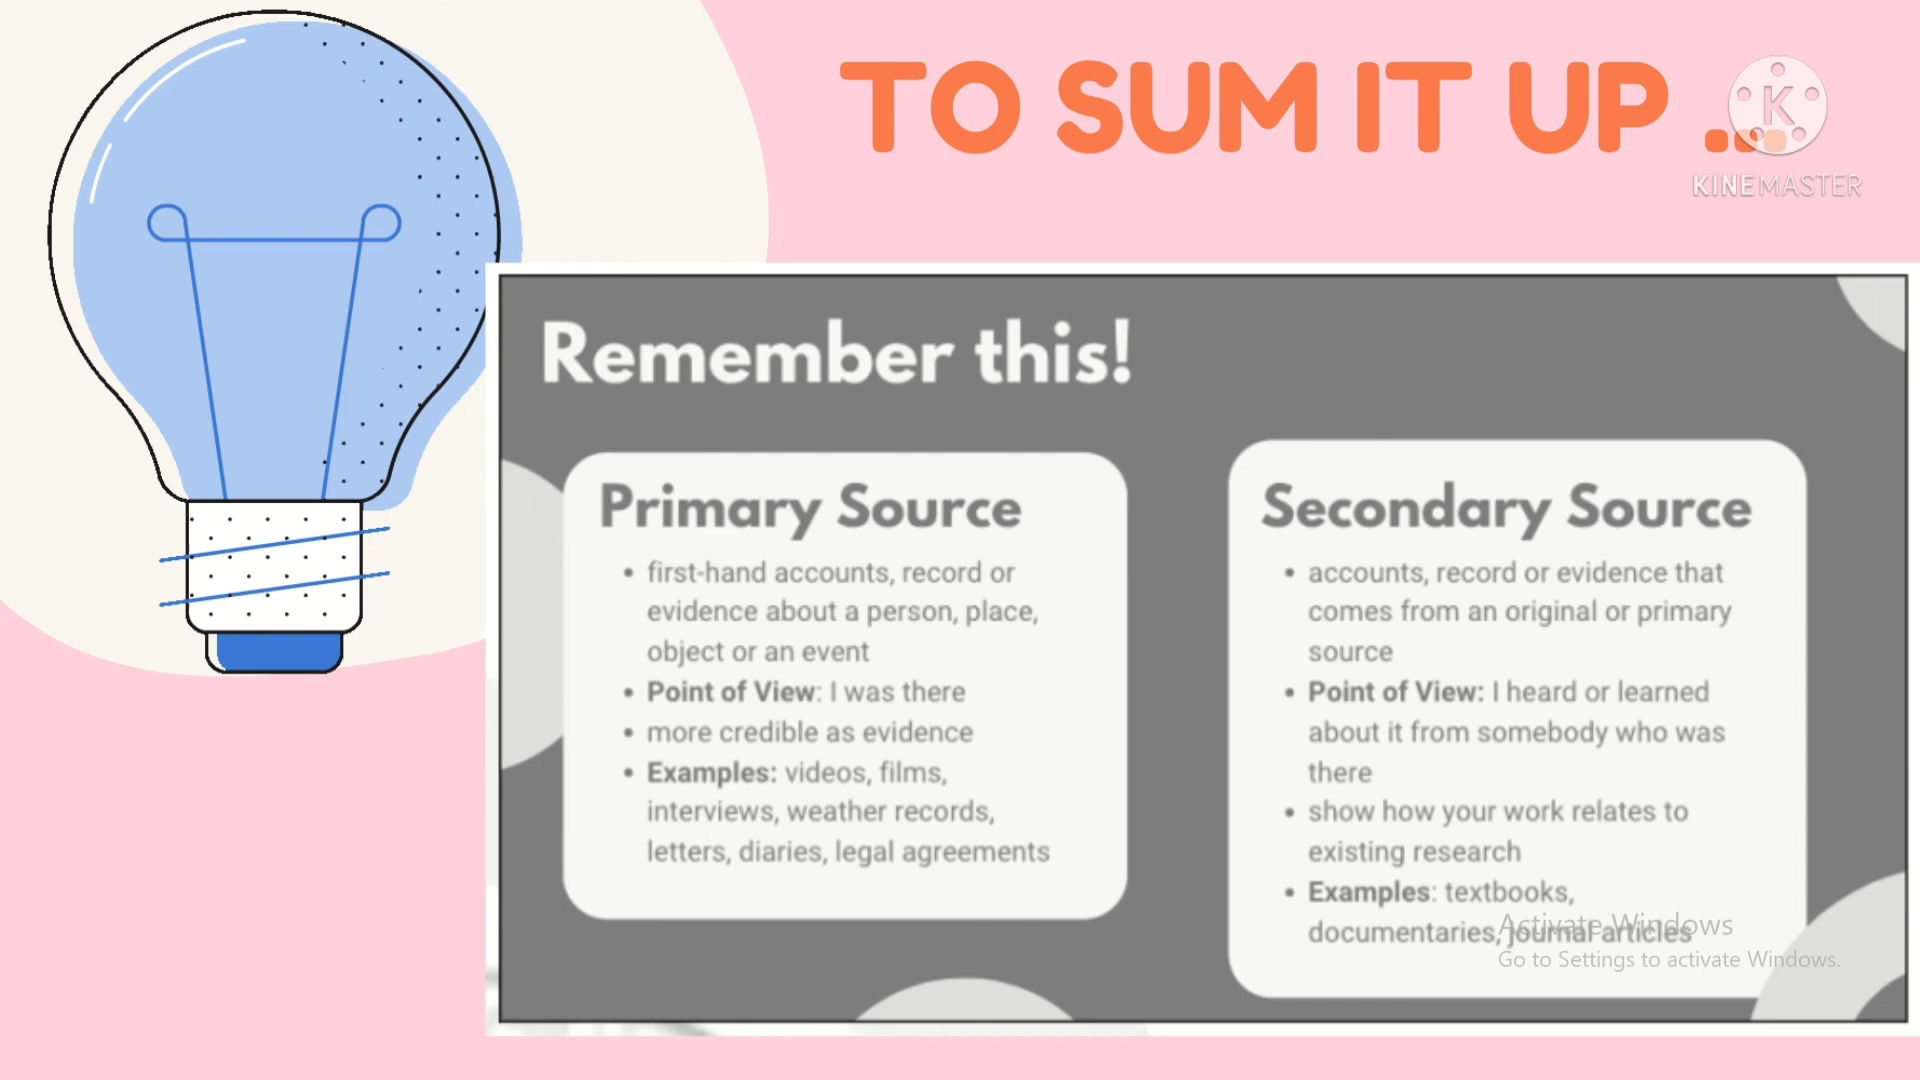 TO SUM IT UP ...
K
KINEMASTER
Remember this!
Primary Source
• first-hand accounts, record or
evidence about a person, place,
object or an event
• Point of View: I was there
• more credible as evidence
• Examples: videos, films,
interviews, weather records,
letters, diaries, legal agreements
Secondary Source
• accounts, record or evidence that
comes from an original or primary
source
• Point of View: I heard or learned
about it from somebody who was
there
• show how your work relates to
existing research
• Examples: textbooks,
documentaries, journal articles
Activate Windows
Go to Settings to activate Windows.